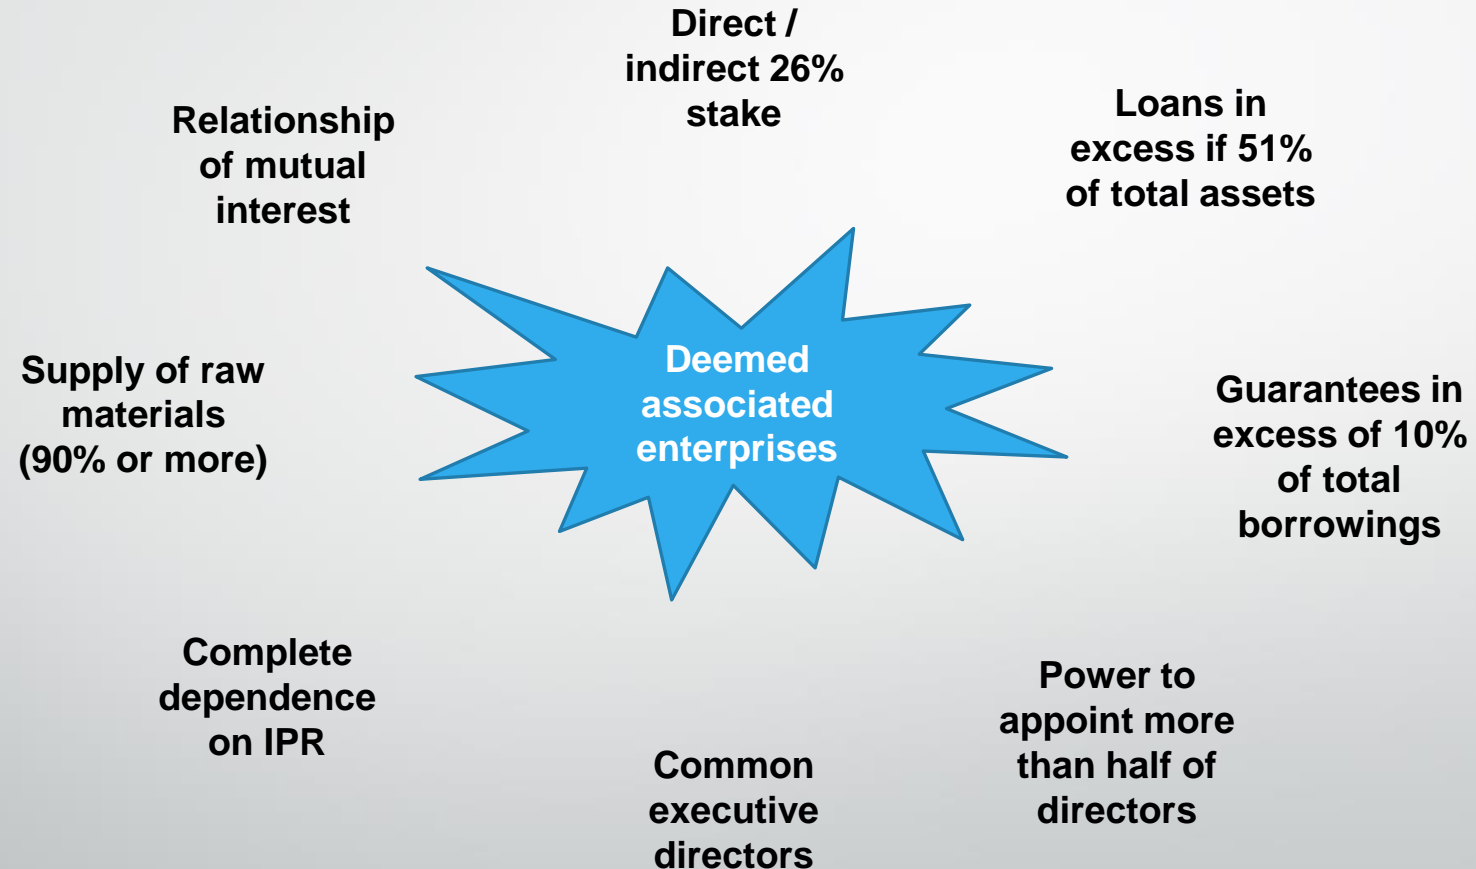 Direct /
indirect 26%
stake
Loans in
excess if 51%
of total assets
Guarantees in
excess of 10%
of total
borrowings
Power to
appoint more
than half of
directors
Common
executive
directors
Complete
dependence
on IPR
Supply of raw
materials
(90% or more)
Relationship
of mutual
interest
Deemed
associated
enterprises